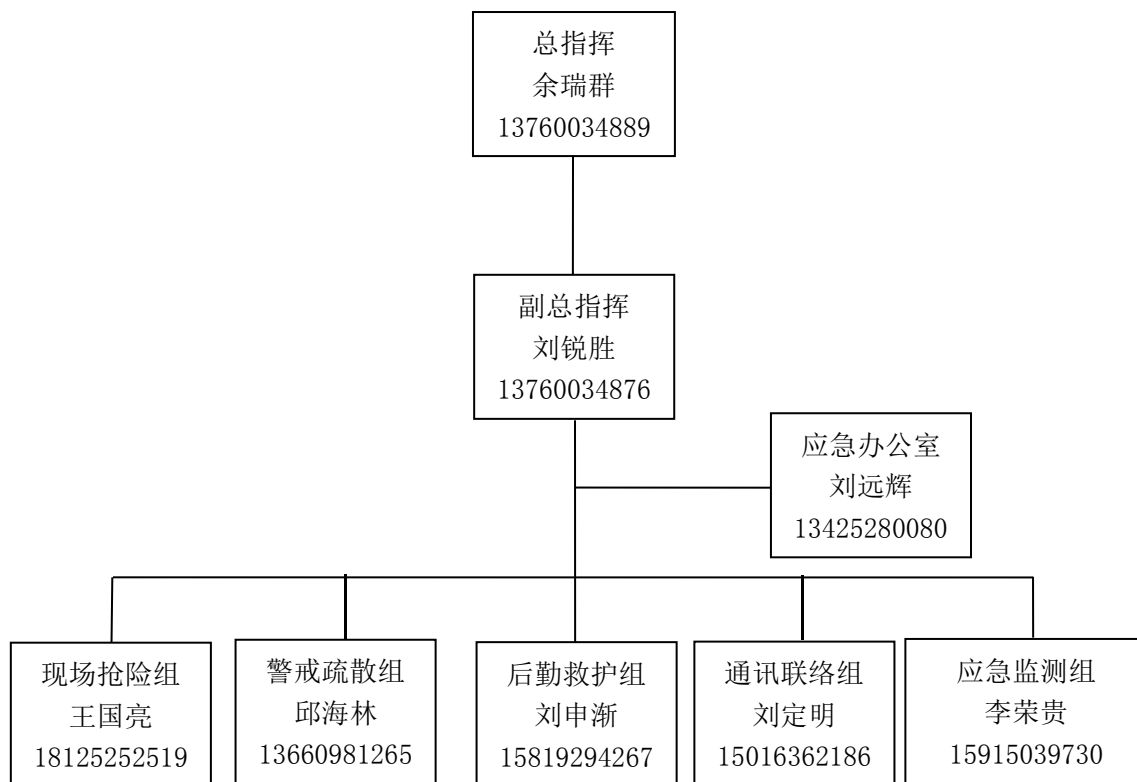 总指挥
余瑞群
13760034889
副总指挥
刘锐胜
13760034876
应急办公室
刘远辉
13425280080
现场抢险组
王国亮
18125252519
警戒疏散组
邱海林
13660981265
后勤救护组
刘申渐
15819294267
通讯联络组
刘定明
15016362186
应急监测组
李荣贵
15915039730